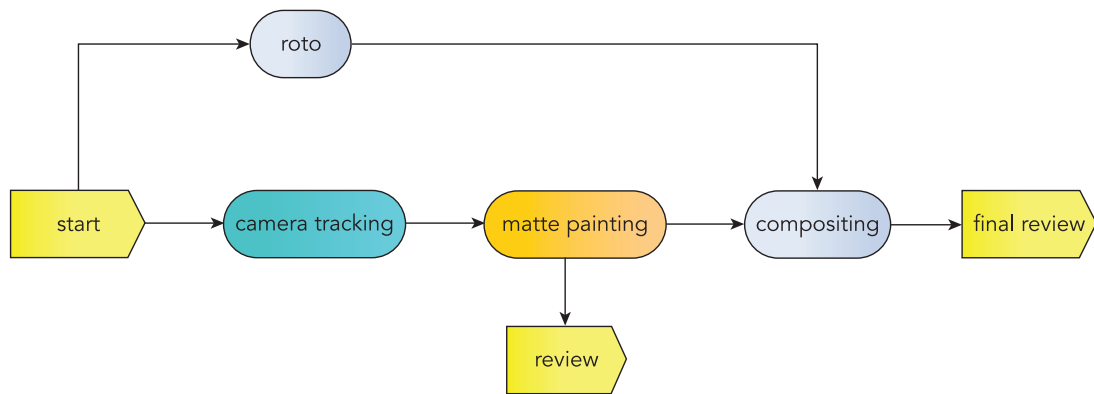 roto
start
camera tracking
matte painting
compositing
final review
review